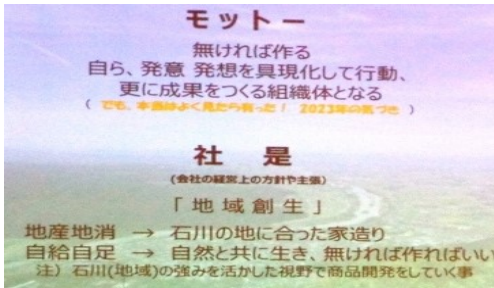 モットー
無ければ作る
自ら、発意 発想を具現化して行動、
更に成果をつくる組織体となる
( でも、本当はよく見たら有った! 2023年の気づき )
社 是
(会社の経営上の方針や主張)
「 地 域 創 生 」
地産地消 → 石川の地に合った家造り
自給自足 → 自然と共に生き、無ければ作ればいい
注) 石川(地域)の強みを活かした視野で商品開発をしていく事